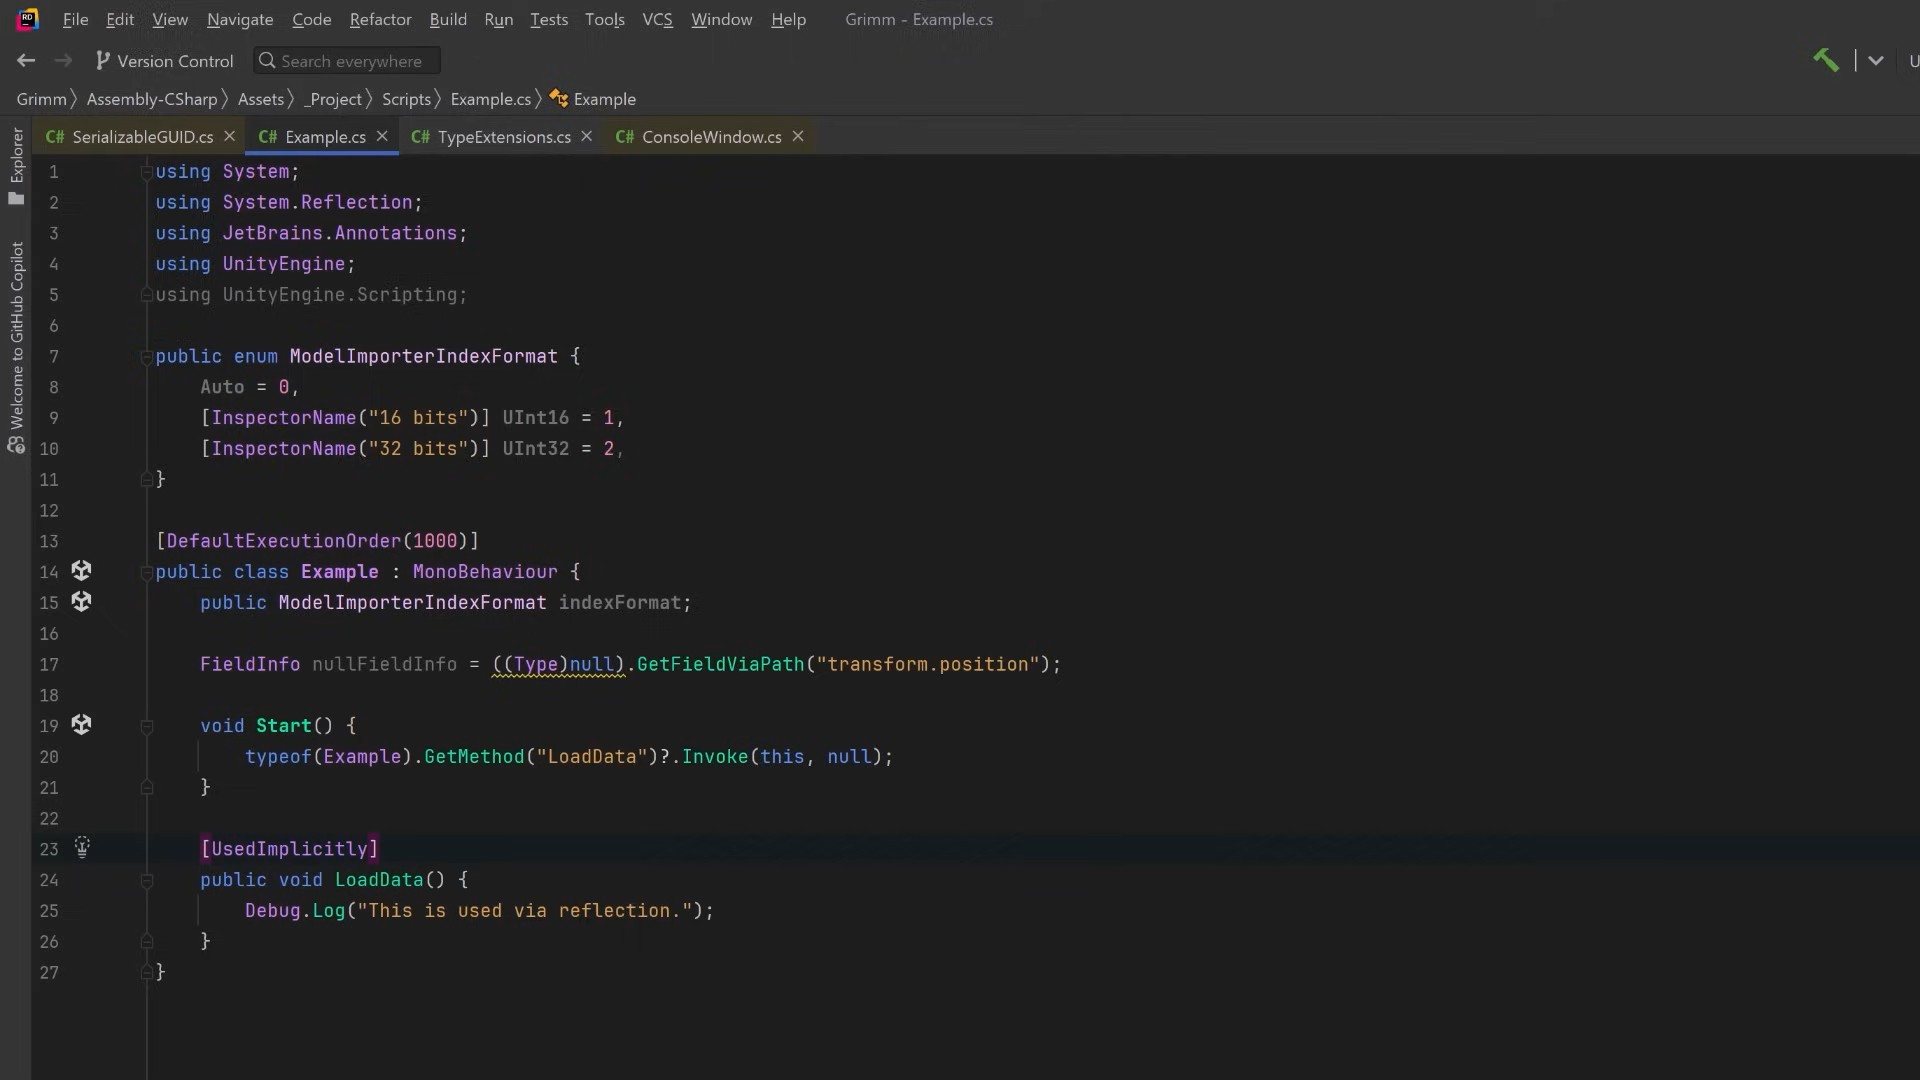 RD File Edit View Navigate Code Refactor Build Run Tests Tools VCS Window Help Grimm - Example.cs
Version Control Search everywhere
Grimm Assembly-CSharp Assets _Project Scripts Example.cs Example
C# SerializableGUID.cs C# Example.cs C# TypeExtensions.cs C# ConsoleWindow.cs
Explorer
Welcome to GitHub Copilot
1 using System;
2 using System.Reflection;
3 using JetBrains.Annotations;
4 using UnityEngine;
5 using UnityEngine.Scripting;
6
7 public enum ModelImporterIndexFormat {
8 Auto = 0,
9 [InspectorName("16 bits")] UInt16 = 1,
10 [InspectorName("32 bits")] UInt32 = 2,
11 }
12
13 [DefaultExecutionOrder(1000)]
14 public class Example : MonoBehaviour {
15 public ModelImporterIndexFormat indexFormat;
16
17 FieldInfo nullFieldInfo = ((Type)null).GetFieldViaPath("transform.position");
18
19 void Start() {
20 typeof(Example).GetMethod("LoadData")?.Invoke(this, null);
21 }
22
23 [UsedImplicitly]
24 public void LoadData() {
25 Debug.Log("This is used via reflection.");
26 }
27 }